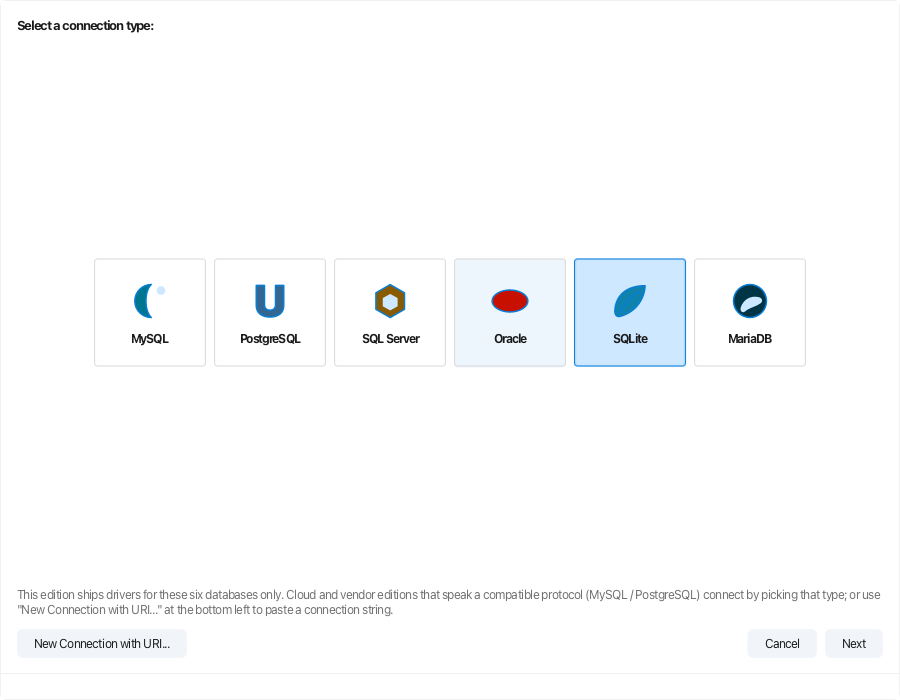 Select a connection type:
MySQL
PostgreSQL
SQL Server
Oracle
SQLite
MariaDB
This edition ships drivers for these six databases only. Cloud and vendor editions that speak a compatible protocol (MySQL / PostgreSQL) connect by picking that type; or use
"New Connection with URI..." at the bottom left to paste a connection string.
New Connection with URI...
Cancel
Next